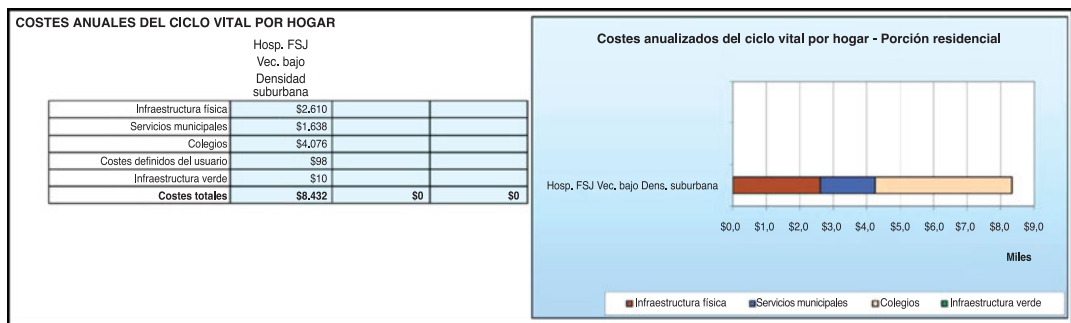 COSTES ANUALES DEL CICLO VITAL POR HOGAR
Hosp. FSJ
Vec. bajo
Densidad
suburbana
Infraestructura física $2.610
Servicios municipales $1,638
Colegios $4.076
Costes definidos del usuario $98
Infraestructura verde $10
Costes totales $8.432 $0 $0
Costes anualizados del ciclo vital por hogar - Porción residencial
Hosp. FSJ Vec. bajo Dens. suburbana
$0,0 $1,0 $2,0 $3,0 $4,0 $5,0 $6,0 $7,0 $8,0 $9,0
Miles
Infraestructura física Servicios municipales Colegios Infraestructura verde